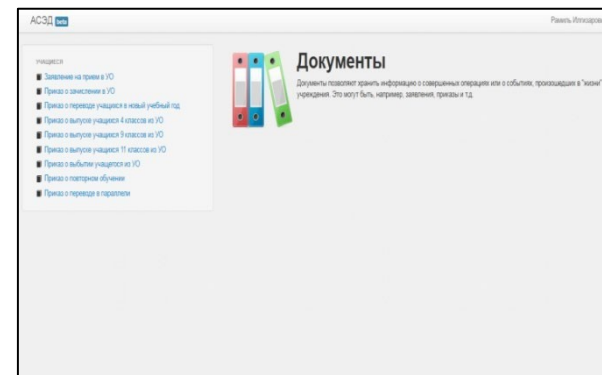 АСЭД beta
Рамиль
УЧАЩИЕСЯ
Заявление на прием в УО
Приказ о зачислении в УО
Приказ о переводе учащихся в новый учебный год
Приказ о выпуске учащихся 4 классов из УО
Приказ о выпуске учащихся 9 классов из УО
Приказ о выпуске учащихся 11 классов из УО
Приказ о выбытии учащегося из УО
Приказ о повторном обучении
Приказ о переводе в параллели
Документы
Документы позволяют хранить информацию о совершенных операциях или о событиях, произошедших в "жизни"
учреждения. Это могут быть, например, заявления, приказы и т.д.